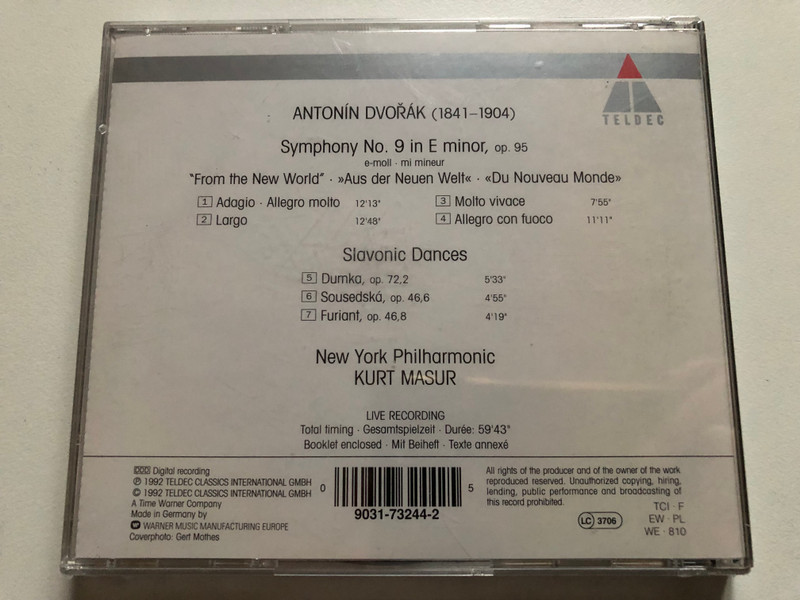 TELDEC
ANTONÍN DVOŘÁK (1841–1904)
Symphony No. 9 in E minor, op. 95
e-moll · mi mineur
"From the New World" · »Aus der Neuen Welt« · «Du Nouveau Monde»
1 Adagio · Allegro molto 12'13"
2 Largo 12'48"
3 Molto vivace 7'55"
4 Allegro con fuoco 11'11"
Slavonic Dances
5 Dumka, op. 72,2 5'33"
6 Sousedská, op. 46,6 4'55"
7 Furiant, op. 46,8 4'19"
New York Philharmonic
KURT MASUR
LIVE RECORDING
Total timing · Gesamtspielzeit · Durée: 59'43"
Booklet enclosed · Mit Beiheft · Texte annexé
DDD Digital recording
℗ 1992 TELDEC CLASSICS INTERNATIONAL GMBH
© 1992 TELDEC CLASSICS INTERNATIONAL GMBH
A Time Warner Company
Made in Germany by
WARNER MUSIC MANUFACTURING EUROPE
Coverphoto: Gert Mothes
0 5
9031-73244-2
All rights of the producer and of the owner of the work
reproduced reserved. Unauthorized copying, hiring,
lending, public performance and broadcasting of
this record prohibited.
LC 3706
TCI · F
EW · PL
WE · 810